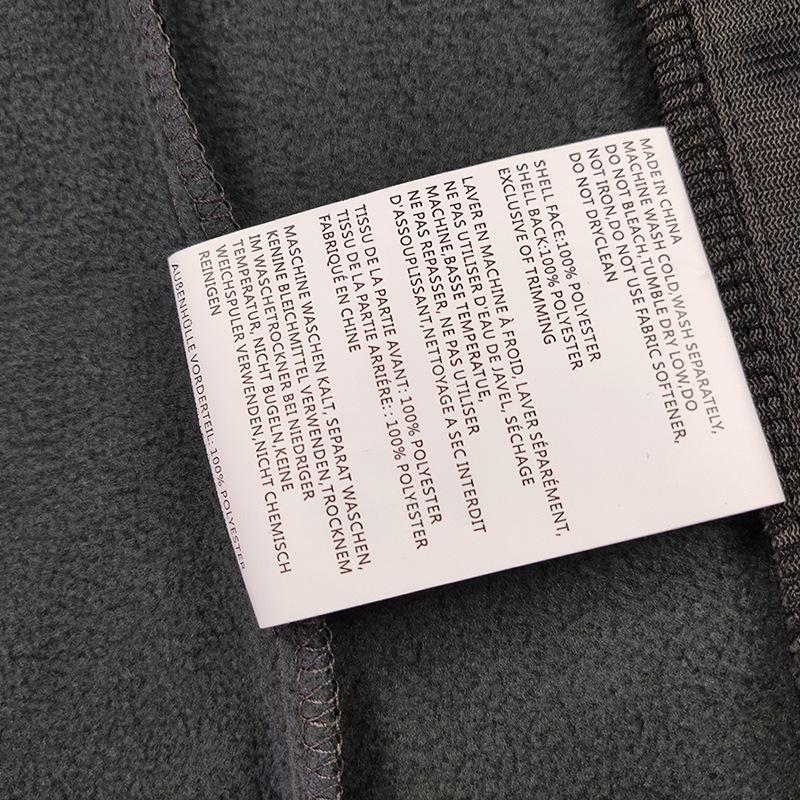 MADE IN CHINA
MACHINE WASH COLD,WASH SEPARATELY,
DO NOT BLEACH,TUMBLE DRY LOW,DO
NOT IRON,DO NOT USE FABRIC SOFTENER,
DO NOT DRYCLEAN
SHELL FACE:100% POLYESTER
SHELL BACK:100% POLYESTER
EXCLUSIVE OF TRIMMING
LAVER EN MACHINE À FROID, LAVER SÉPARÉMENT,
NE PAS UTILISER D'EAU DE JAVEL, SÉCHAGE
MACHINE,BASSE TEMPERATUE,
NE PAS REPASSER, NE PAS UTILISER
D'ASSOUPLISSANT,NETTOYAGE A SEC INTERDIT
TISSU DE LA PARTIE AVANT: 100% POLYESTER
TISSU DE LA PARTIE ARRIÉRE: : 100% POLYESTER
FABRIQUÉ EN CHINE
MASCHINE WASCHEN KALT, SEPARAT WASCHEN,
KENINE BLEICHMITTEL VERWENDEN,TROCKNEM
IM WASCHETROCKNER BEI NIEDRIGER
TEMPERATUR, NICHT BUGELN,KEINE
WEICHSPULER VERWENDEN,NICHT CHEMISCH
REINIGEN
AUßENHÜLLE VORDERTEIL: 100% POLYESTER